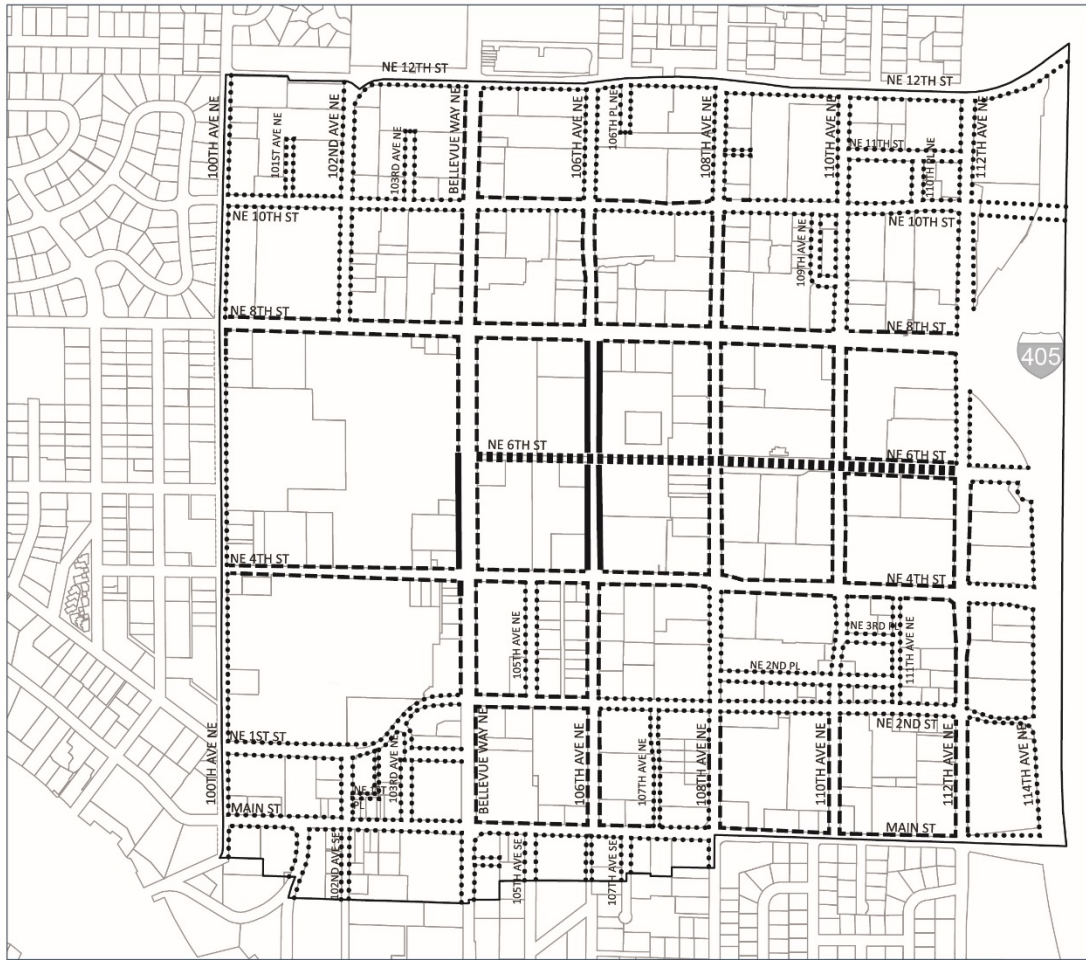 NE 12TH ST
NE 12TH ST
100TH AVE NE
101ST AVE NE
102ND AVE NE
103RD AVE NE
BELLEVUE WAY NE
106TH AVE NE
106TH PL NE
108TH AVE NE
110TH AVE NE
NE 11TH ST
110TH PL NE
112TH AVE NE
NE 10TH ST
NE 10TH ST
109TH AVE NE
NE 8TH ST
NE 8TH ST
405
NE 6TH ST
NE 6TH ST
NE 4TH ST
NE 4TH ST
105TH AVE NE
NE 3RD PL
111TH AVE NE
NE 2ND PL
NE 2ND ST
NE 1ST ST
100TH AVE NE
103RD AVE NE
BELLEVUE WAY NE
106TH AVE NE
107TH AVE NE
108TH AVE NE
110TH AVE NE
112TH AVE NE
114TH AVE NE
PL
MAIN ST
MAIN ST
102ND AVE SE
105TH AVE SE
107TH AVE SE